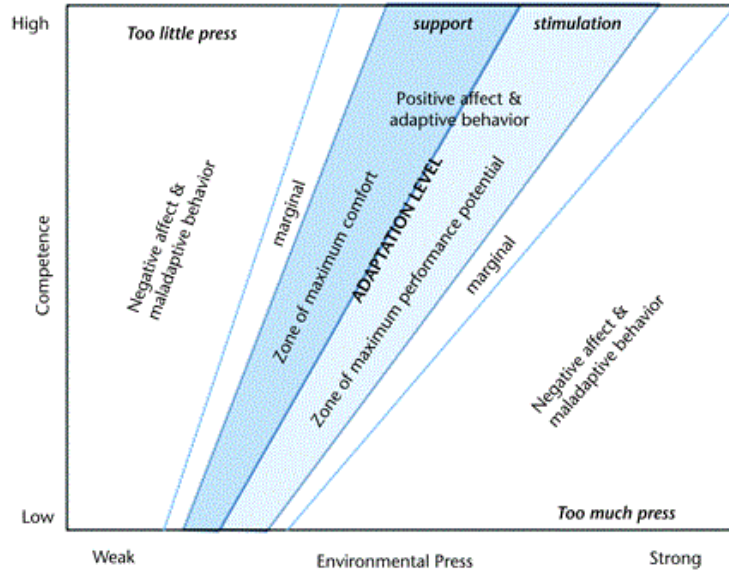 High
Too little press
support
stimulation
Positive affect &
adaptive behavior
Negative affect &
maladaptive behavior
marginal
Zone of maximum comfort
ADAPTATION LEVEL
Zone of maximum performance potential
marginal
Negative affect &
maladaptive behavior
Competence
Low
Too much press
Weak
Environmental Press
Strong